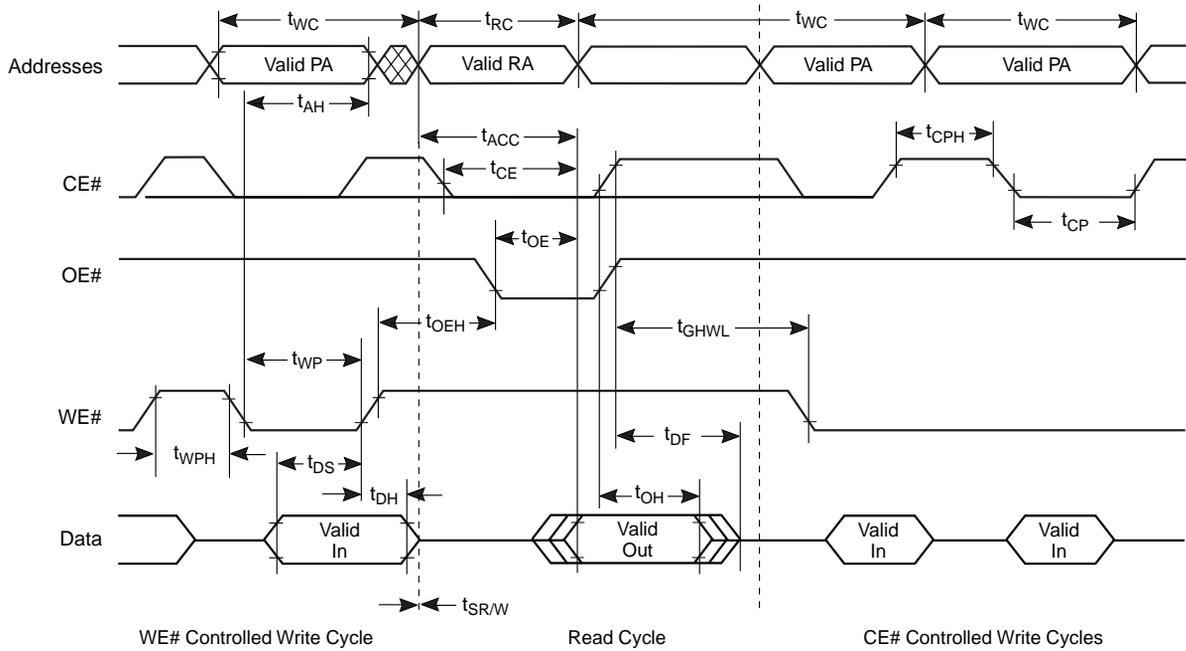 tWC tRC tWC tWC
Addresses Valid PA Valid RA Valid PA Valid PA
tAH
tACC tCPH
CE# tCE
tCP
tOE
OE#
tOEH tGHWL
tWP
WE#
tDF
tWPH tDS
tDH tOH
Data Valid In Valid Out Valid In Valid In
tSR/W
WE# Controlled Write Cycle Read Cycle CE# Controlled Write Cycles